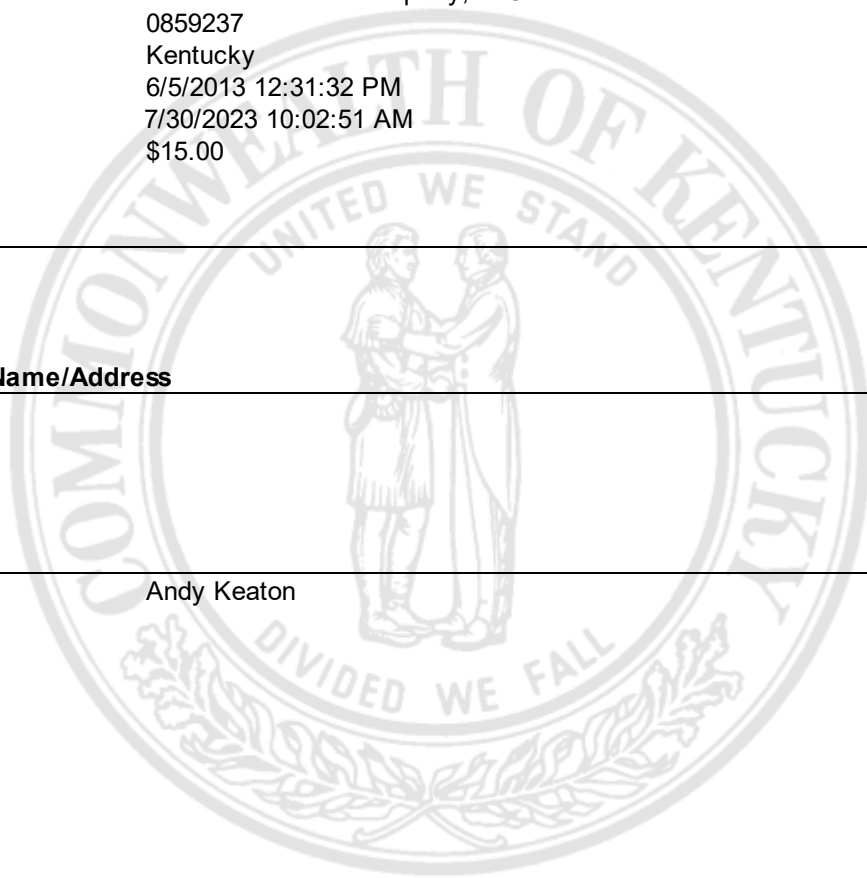 0859237
Kentucky
6/5/2013 12:31:32 PM
7/30/2023 10:02:51 AM
$15.00
COMMONWEALTH OF KENTUCKY
UNITED WE STAND
Name/Address
Andy Keaton
DIVIDED WE FALL